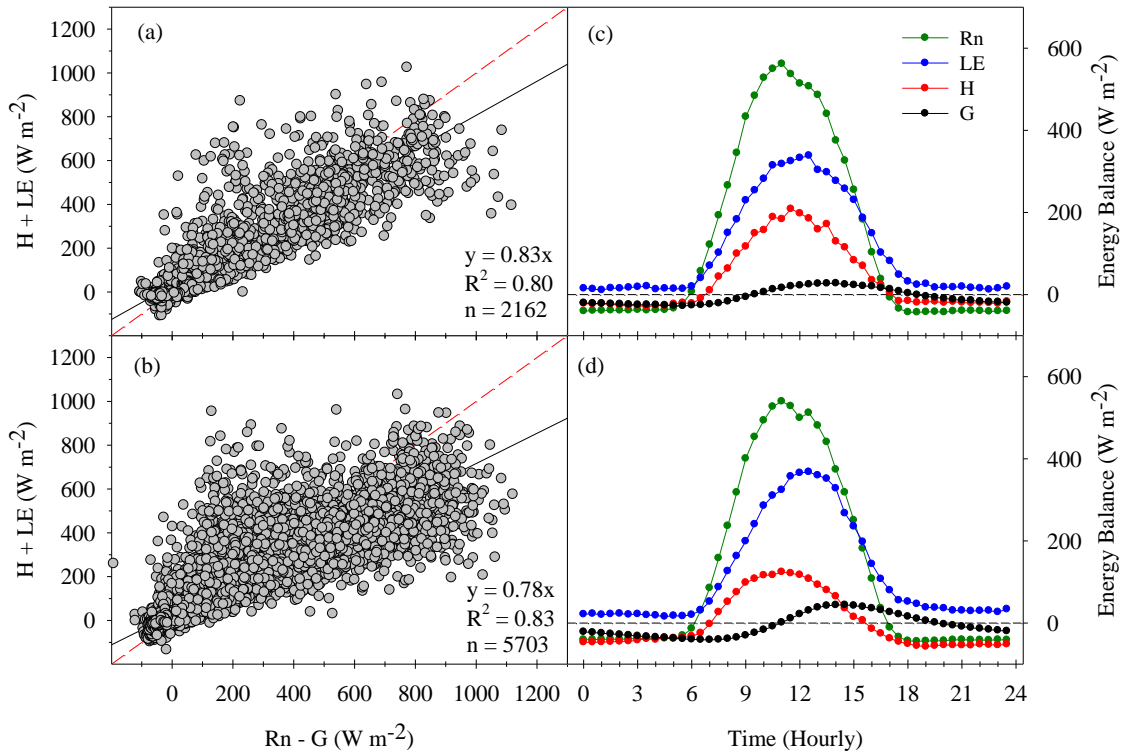 (a)
H + LE (W m-2)
1200
1000
800
600
400
200
0
y = 0.83x
R2 = 0.80
n = 2162
(c)
Rn
LE
H
G
600
400
200
0
Energy Balance (W m-2)
(b)
H + LE (W m-2)
1200
1000
800
600
400
200
0
y = 0.78x
R2 = 0.83
n = 5703
0 200 400 600 800 1000 1200
Rn - G (W m-2)
(d)
600
400
200
0
Energy Balance (W m-2)
0 3 6 9 12 15 18 21 24
Time (Hourly)